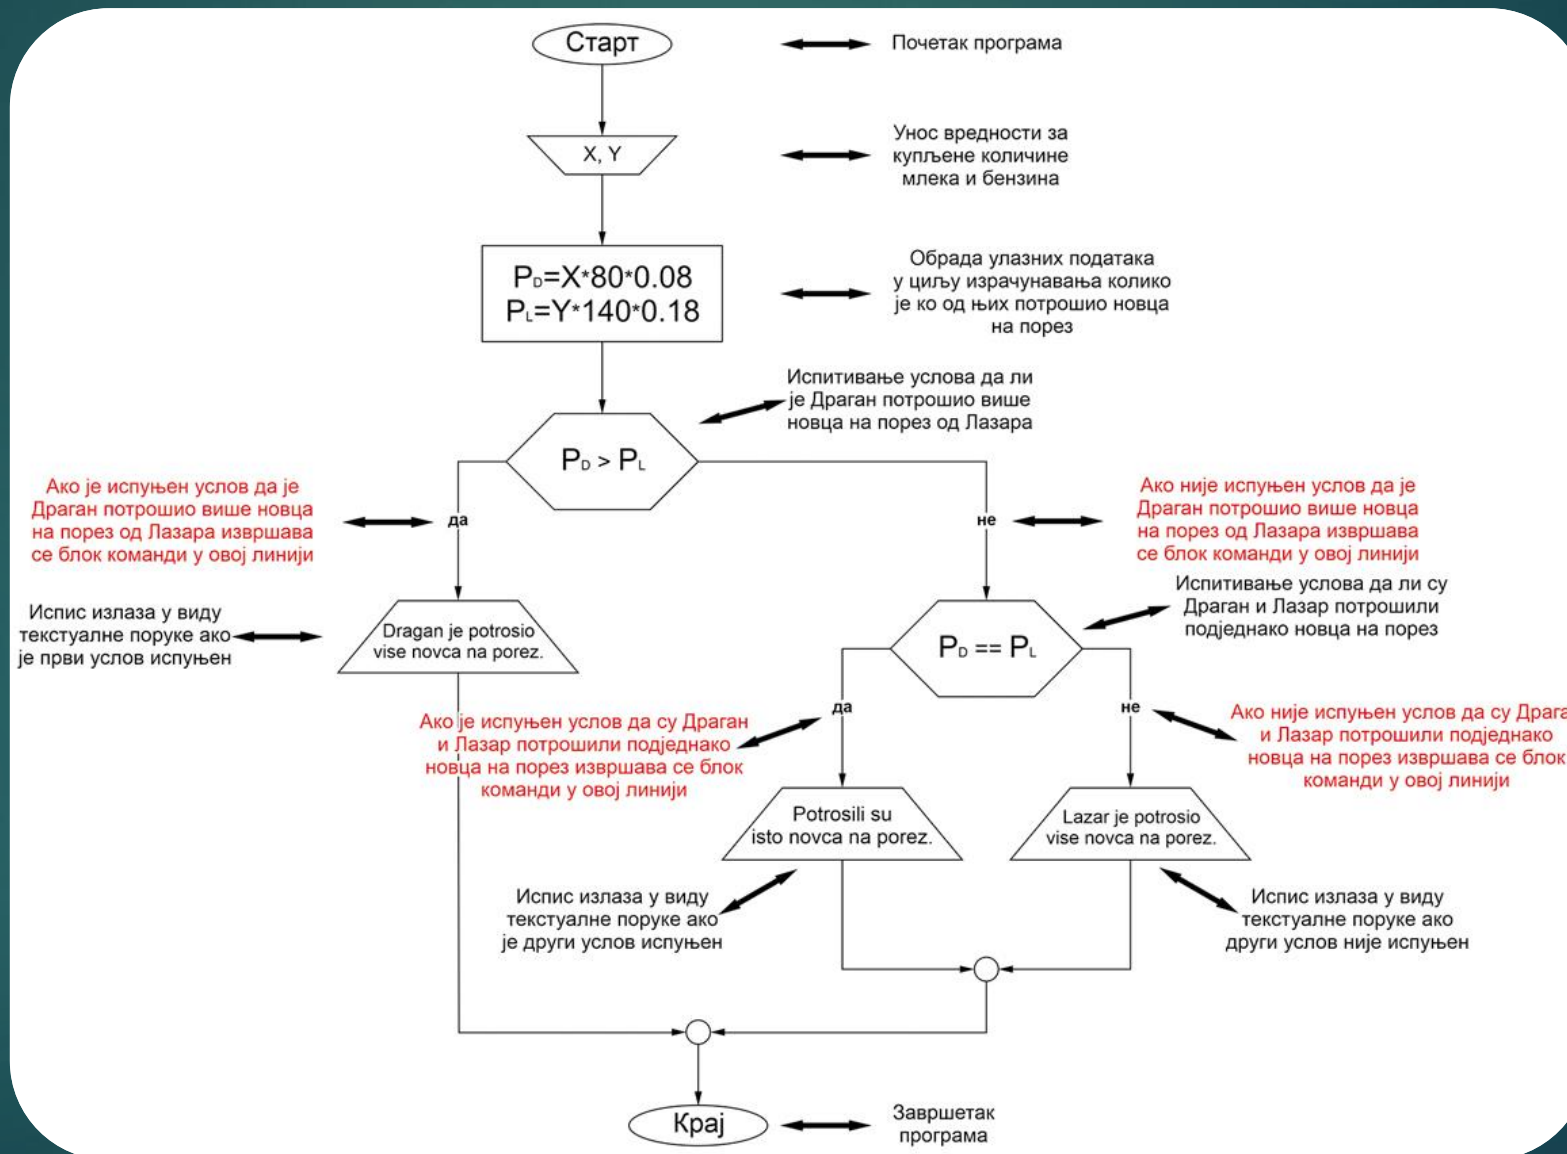 Старт
Почетак програма
X, Y
Унос вредности за
купљене количине
млека и бензина
PD=X*80*0.08
PL=Y*140*0.18
Обрада улазних података
у циљу израчунавања колико
је ко од њих потрошио новца
на порез
Испитивање услова да ли
је Драган потрошио више
новца на порез од Лазара
PD > PL
Ако је испуњен услов да је
Драган потрошио више новца
на порез од Лазара извршава
се блок команди у овој линији
да
не
Ако није испуњен услов да је
Драган потрошио више новца
на порез од Лазара извршава
се блок команди у овој линији
Испис излаза у виду
текстуалне поруке ако
је први услов испуњен
Dragan je potrosio
vise novca na porez.
Испитивање услова да ли су
Драган и Лазар потрошили
подједнако новца на порез
PD == PL
Ако је испуњен услов да су Драган
и Лазар потрошили подједнако
новца на порез извршава се блок
команди у овој линији
да
не
Ако није испуњен услов да су Драга
и Лазар потрошили подједнако
новца на порез извршава се блок
команди у овој линији
Potrosili su
isto novca na porez.
Lazar je potrosio
vise novca na porez.
Испис излаза у виду
текстуалне поруке ако
је други услов испуњен
Испис излаза у виду
текстуалне поруке ако
други услов није испуњен
Крај
Завршетак
програма